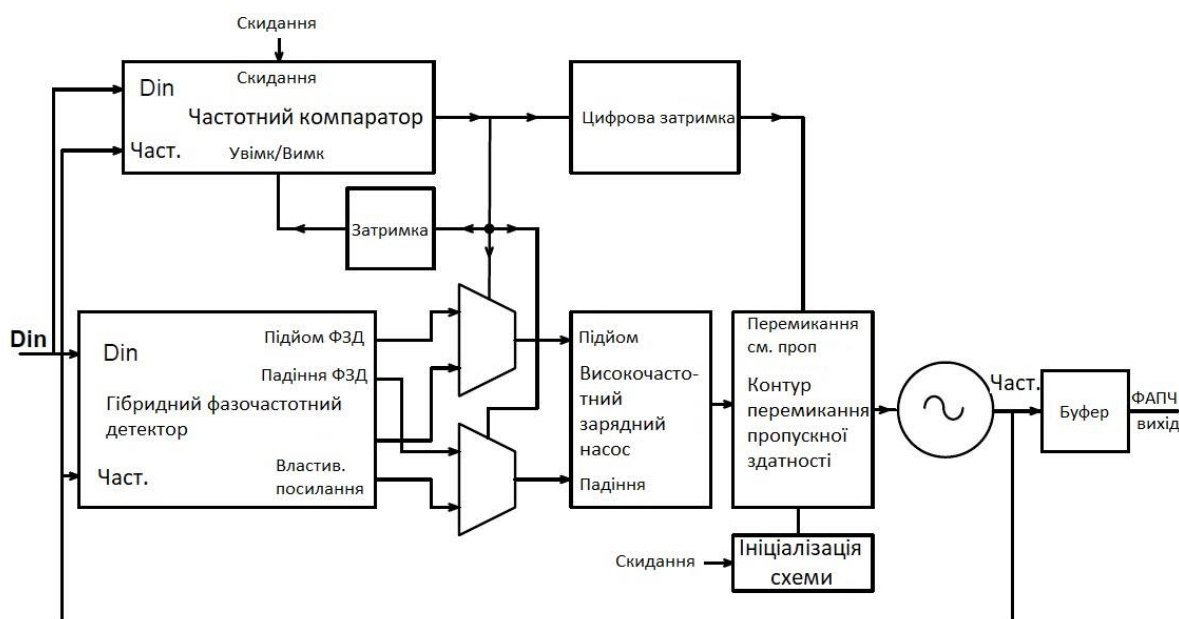 Скидання
Din
Скидання
Частотний компаратор
Част.
Увімк/Вимк
Цифрова затримка
Затримка
Din
Din
Підйом ФЗД
Падіння ФЗД
Гібридний фазочастотний
детектор
Част.
Властив.
посилання
Підйом
Високочасто-
тний
зарядний
насос
Падіння
Перемикання
см. проп
Контур
перемикання
пропускної
здатності
Част.
Буфер
ФАПЧ
вихід
Скидання
Ініціалізація
схеми